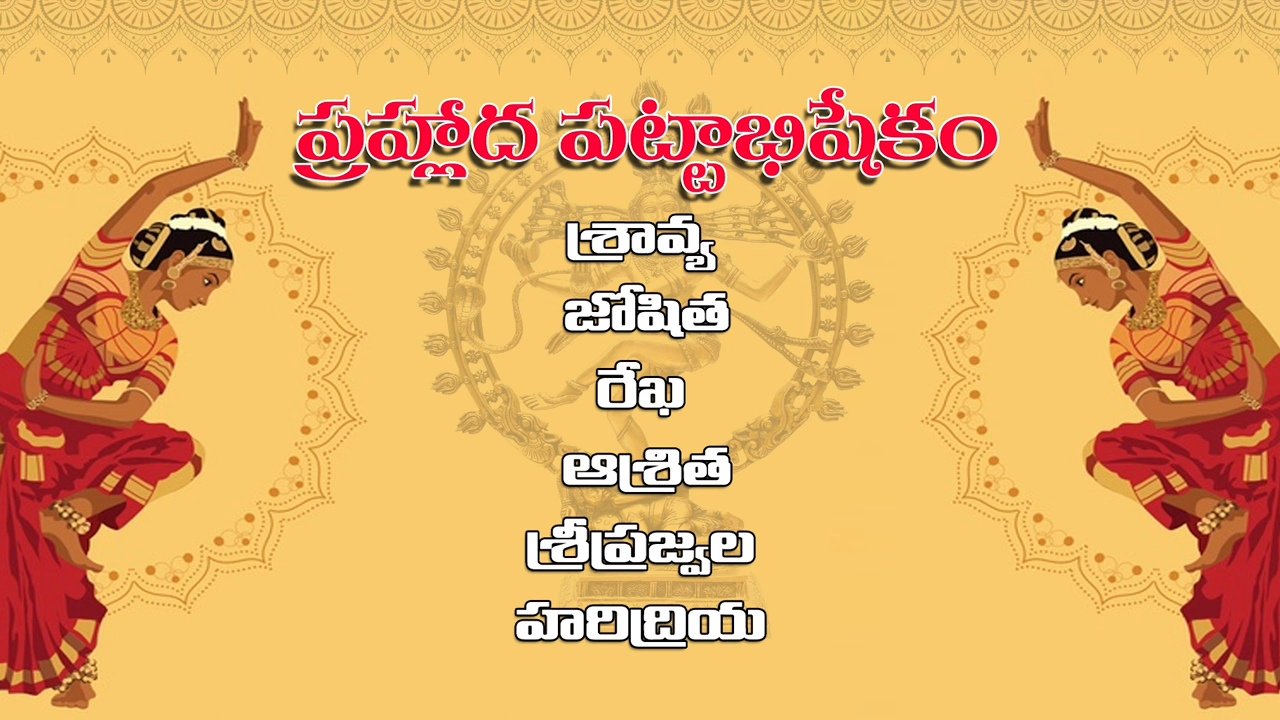 ప్రహ్లాద పట్టాభిషేకం
శ్రావ్య
జోషిత
రేఖ
ఆశ్రిత
శ్రీప్రజ్వల
హరిద్రియ